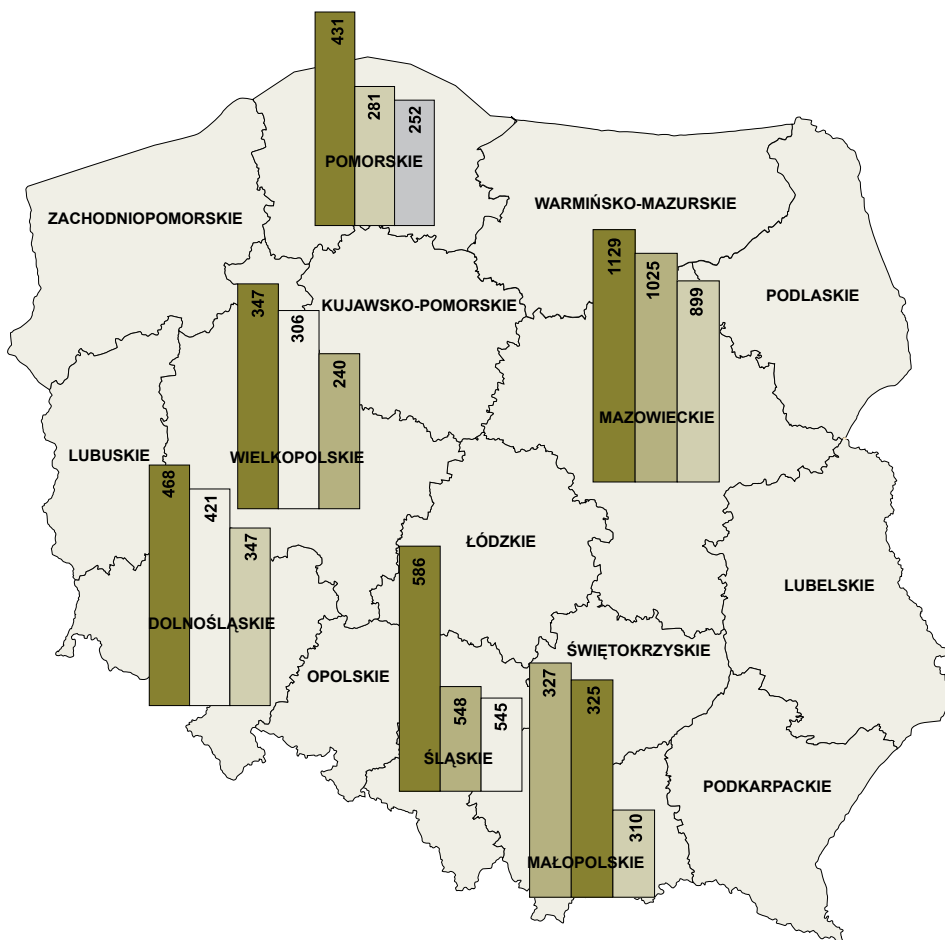 431
281
252
POMORSKIE
ZACHODNIOPOMORSKIE
WARMIŃSKO-MAZURSKIE
1129
1025
899
PODLASKIE
347
306
240
KUJAWSKO-POMORSKIE
MAZOWIECKIE
LUBUSKIE
WIELKOPOLSKIE
468
421
347
ŁÓDZKIE
586
548
545
LUBELSKIE
DOLNOŚLĄSKIE
OPOLSKIE
ŚWIĘTOKRZYSKIE
327
325
310
ŚLĄSKIE
PODKARPACKIE
MAŁOPOLSKIE